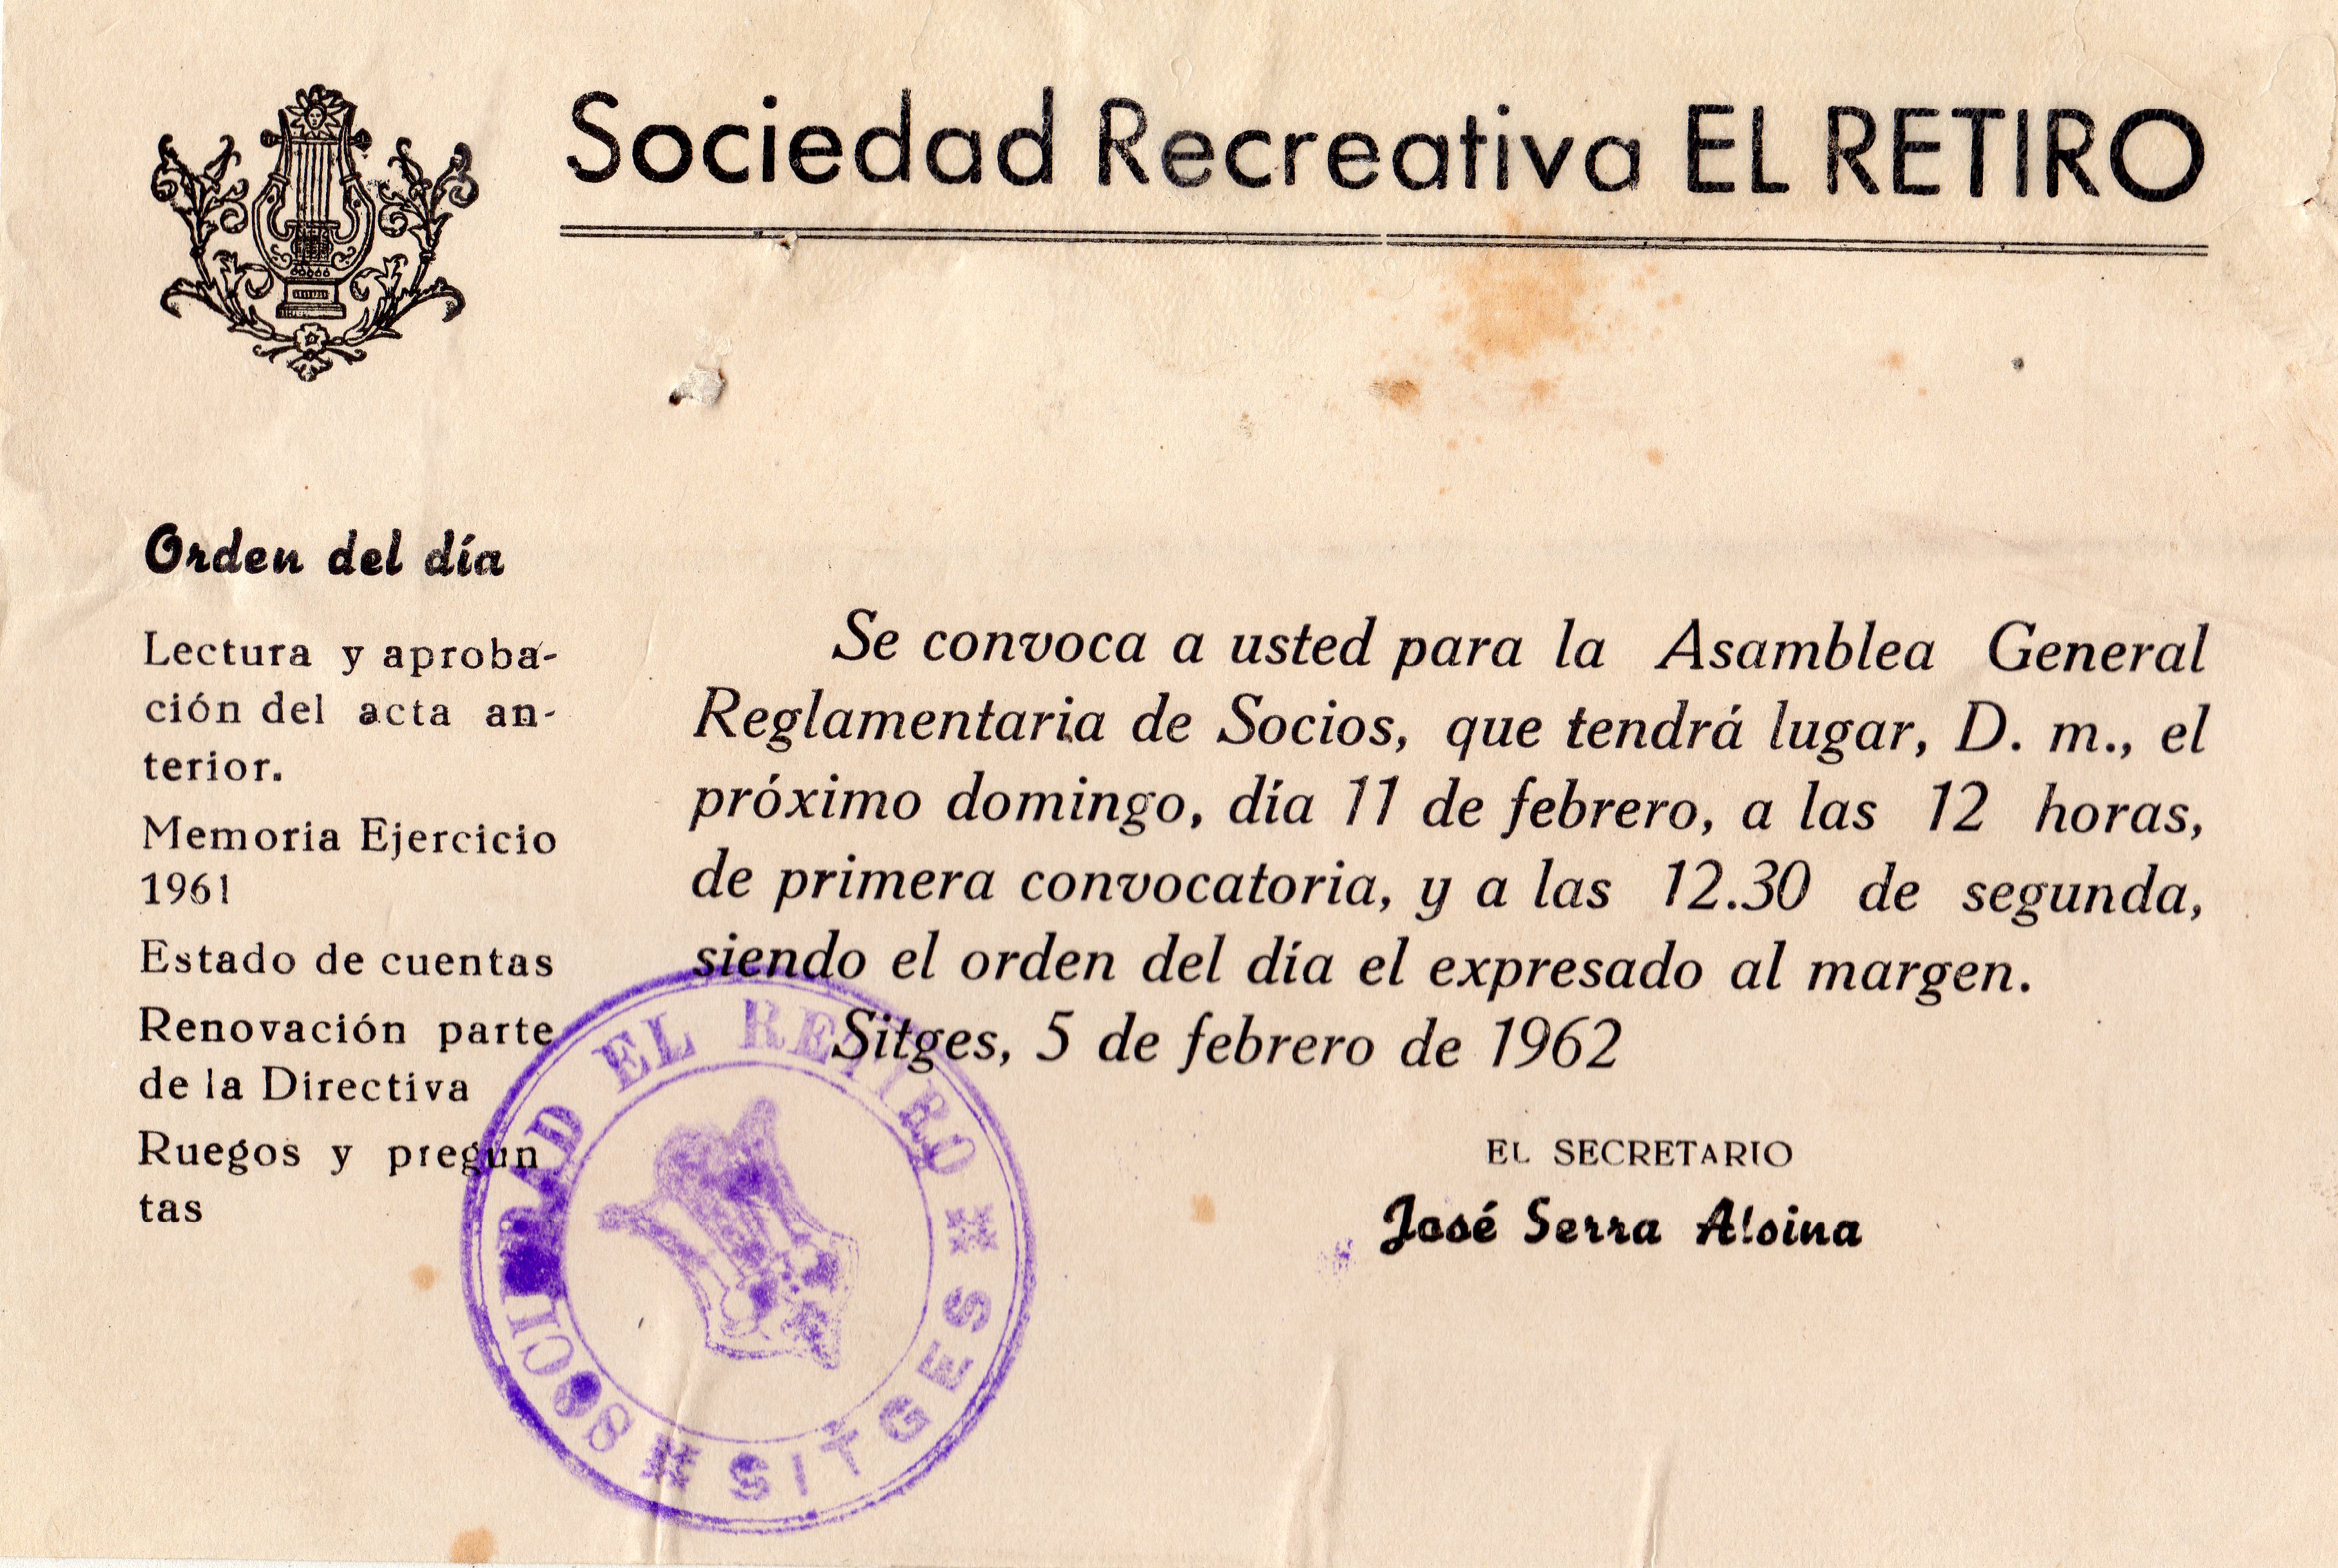 Sociedad Recreativa EL RETIRO
Orden del día
Lectura y aproba-
ción del acta an-
terior.
Memoria Ejercicio
1961
Estado de cuentas
Renovación parte
de la Directiva
Ruegos y pregun
tas
Se convoca a usted para la Asamblea General
Reglamentaria de Socios, que tendrá lugar, D. m., el
próximo domingo, día 11 de febrero, a las 12 horas,
de primera convocatoria, y a las 12.30 de segunda,
siendo el orden del día el expresado al margen.
Sitges, 5 de febrero de 1962
EL SECRETARIO
José Serra Alsina
SOCIEDAD EL RETIRO
SITGES